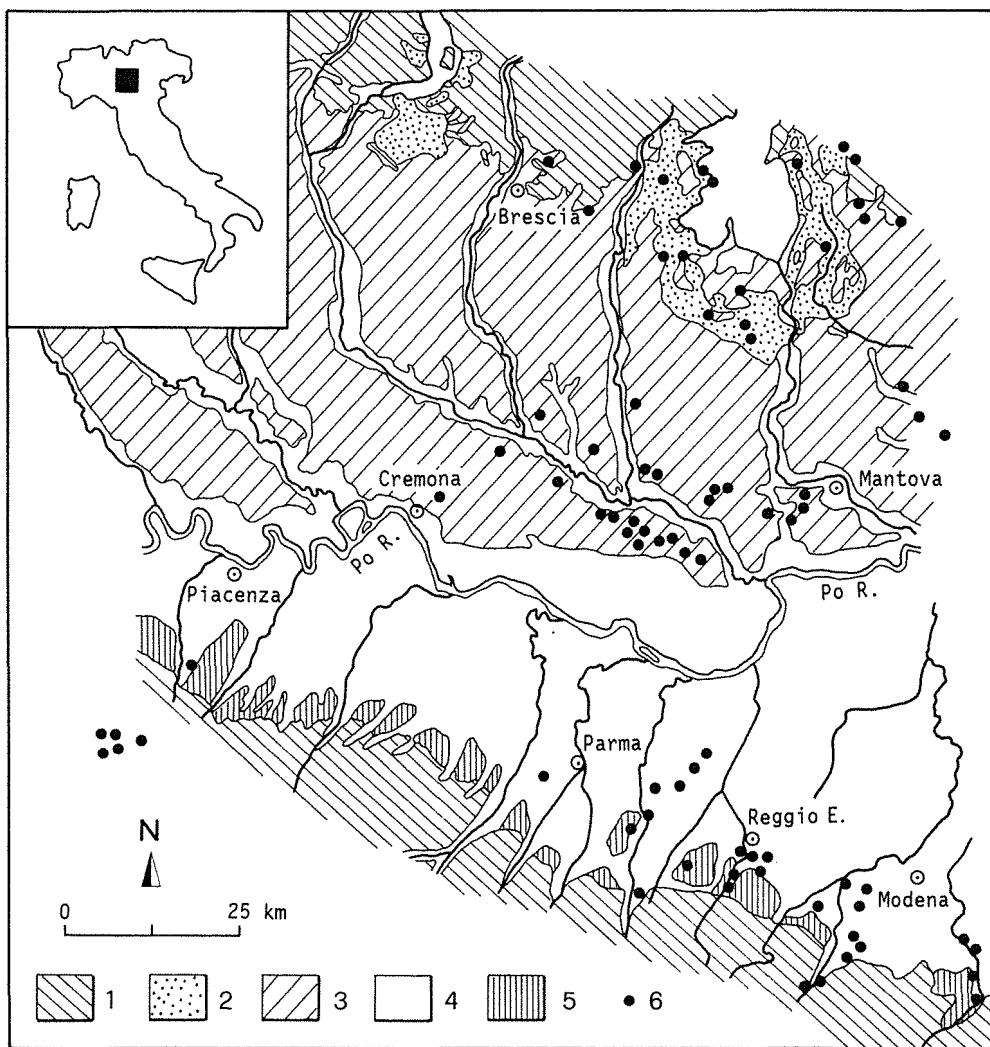 Brescia
Cremona
Mantova
Po R.
Po R.
Piacenza
Parma
Reggio E.
Modena
N
0 25 km
1 2 3 4 5 6